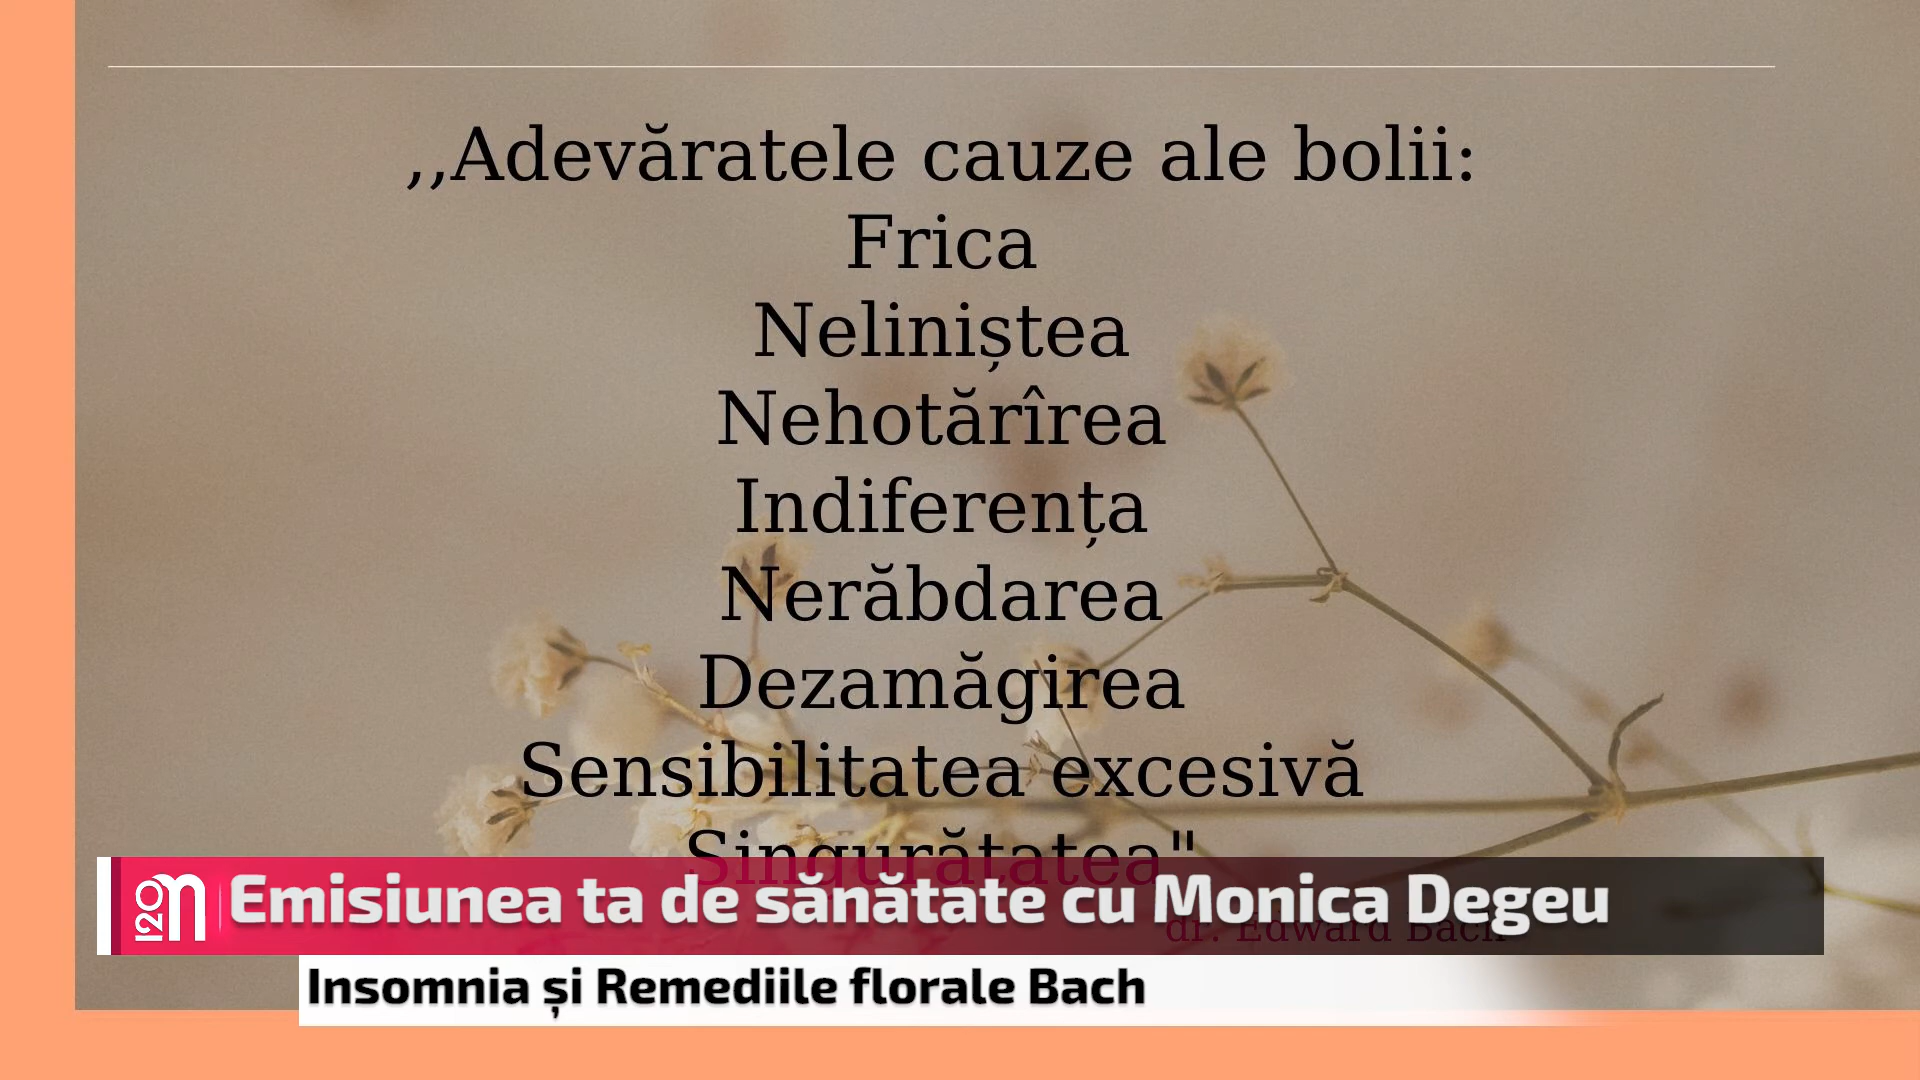 ,,Adevăratele cauze ale bolii:
Frica
Neliniștea
Nehotărîrea
Indiferența
Nerăbdarea
Dezamăgirea
Sensibilitatea excesivă
Singurătatea"
dr. Edward Bach
120n Emisiunea ta de sănătate cu Monica Degeu
Insomnia și Remediile florale Bach